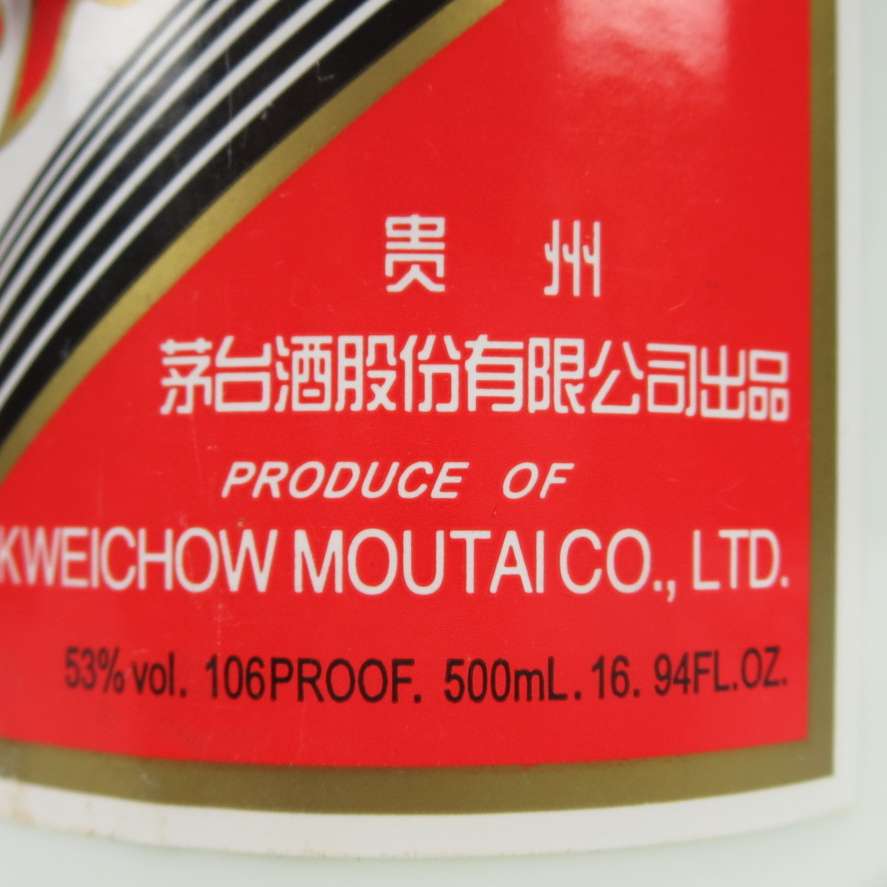 贵 州
茅台酒股份有限公司出品
PRODUCE OF
KWEICHOW MOUTAI CO., LTD.
53% vol. 106PROOF. 500mL. 16. 94FL.OZ.